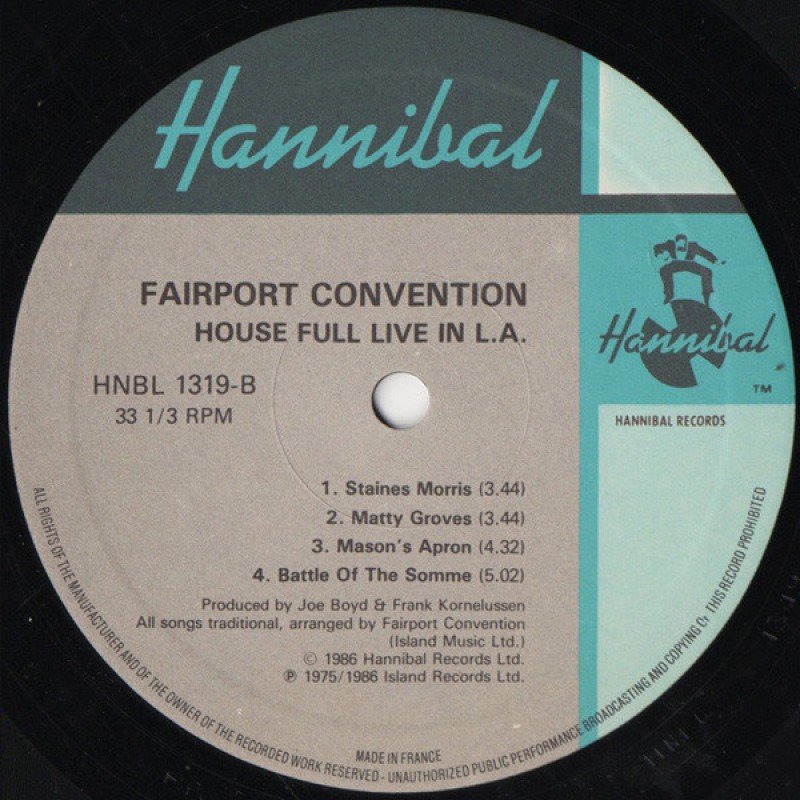 Hannibal
FAIRPORT CONVENTION
HOUSE FULL LIVE IN L.A.
HNBL 1319-B
33 1/3 RPM
Hannibal
TM
HANNIBAL RECORDS
1. Staines Morris (3.44)
2. Matty Groves (3.44)
3. Mason's Apron (4.32)
4. Battle Of The Somme (5.02)
Produced by Joe Boyd & Frank Kornelussen
All songs traditional, arranged by Fairport Convention
(Island Music Ltd.)
© 1986 Hannibal Records Ltd.
℗ 1975/1986 Island Records Ltd.
MADE IN FRANCE
ALL RIGHTS OF THE MANUFACTURER AND OF THE OWNER OF THE RECORDED WORK RESERVED - UNAUTHORIZED PUBLIC PERFORMANCE BROADCASTING AND COPYING OF THIS RECORD PROHIBITED